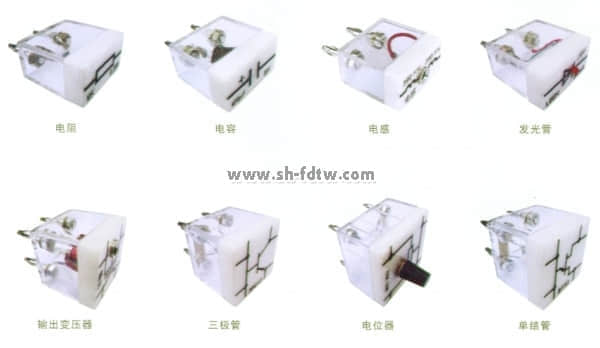 电阻 电容 电感 发光管
www.sh-fdtw.com
输出变压器 三极管 电位器 单结管